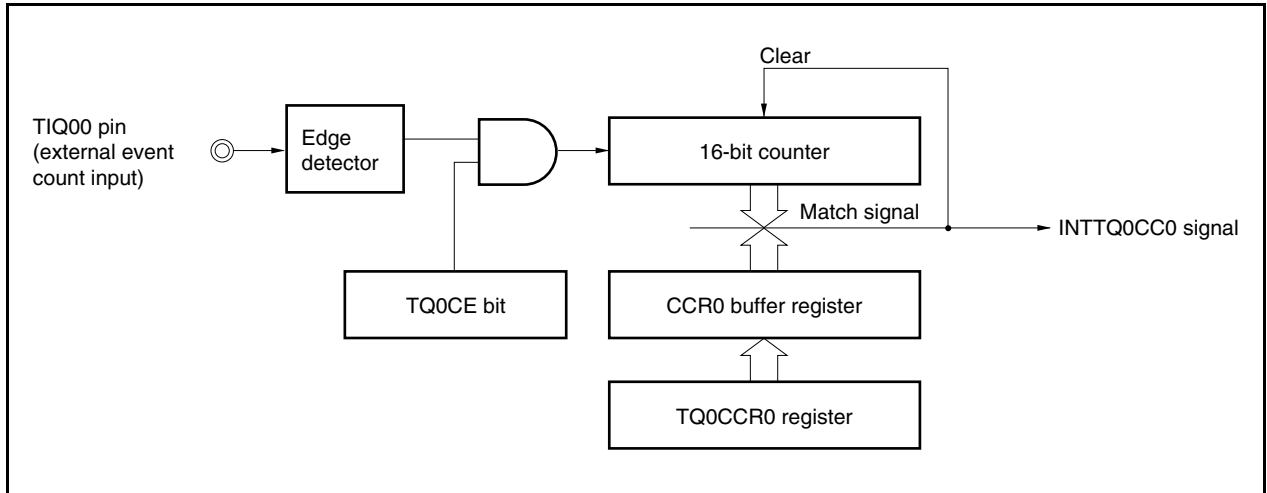 Clear
TIQ00 pin
(external event
count input)
Edge
detector
16-bit counter
Match signal
INTTQ0CC0 signal
TQ0CE bit
CCR0 buffer register
TQ0CCR0 register